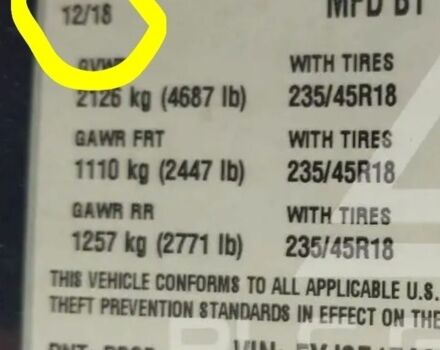 12/18 MFD BY
GVWR WITH TIRES
2126 kg (4687 lb) 235/45R18
GAWR FRT WITH TIRES
1110 kg (2447 lb) 235/45R18
GAWR RR WITH TIRES
1257 kg (2771 lb) 235/45R18
THIS VEHICLE CONFORMS TO ALL APPLICABLE U.S.
THEFT PREVENTION STANDARDS IN EFFECT ON THE